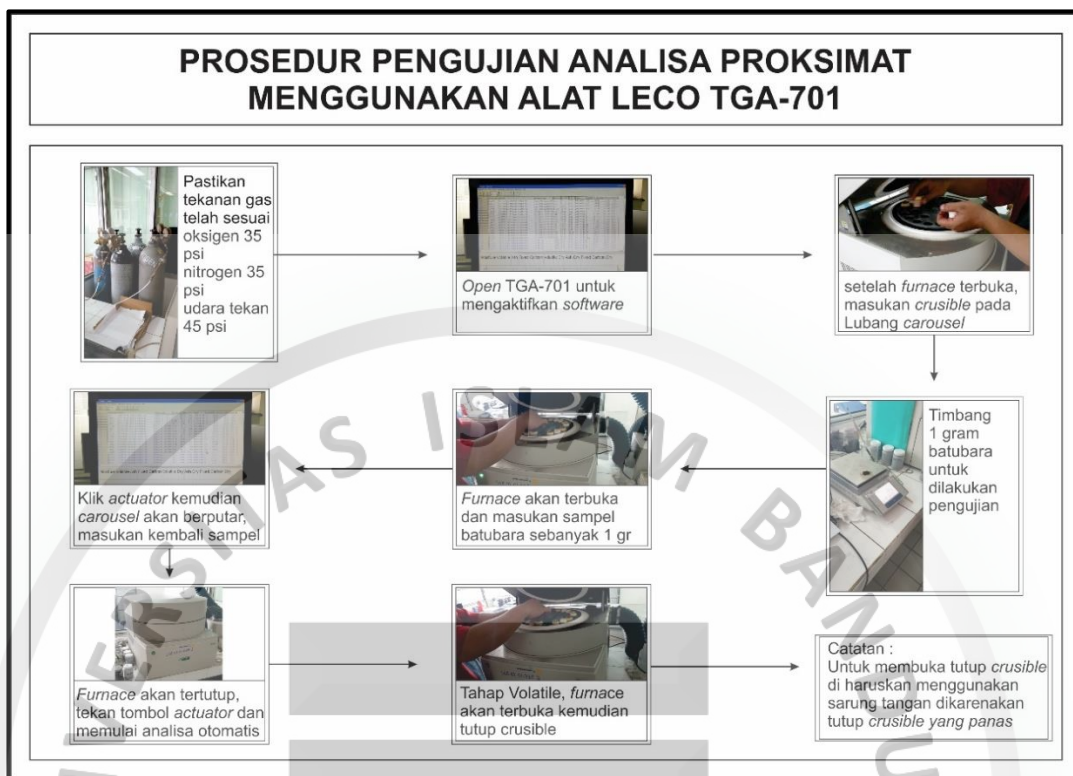 PROSEDUR PENGUJIAN ANALISA PROKSIMAT
MENGGUNAKAN ALAT LECO TGA-701
Pastikan
tekanan gas
telah sesuai
oksigen 35
psi
nitrogen 35
psi
udara tekan
45 psi
Open TGA-701 untuk
mengaktifkan software
setelah furnace terbuka,
masukan crusible pada
Lubang carousel
Timbang
1 gram
batubara
untuk
dilakukan
pengujian
Furnace akan terbuka
dan masukan sampel
batubara sebanyak 1 gr
Klik actuator kemudian
carousel akan berputar,
masukan kembali sampel
Furnace akan tertutup,
tekan tombol actuator dan
memulai analisa otomatis
Tahap Volatile, furnace
akan terbuka kemudian
tutup crusible
Catatan :
Untuk membuka tutup crusible
di haruskan menggunakan
sarung tangan dikarenakan
tutup crusible yang panas